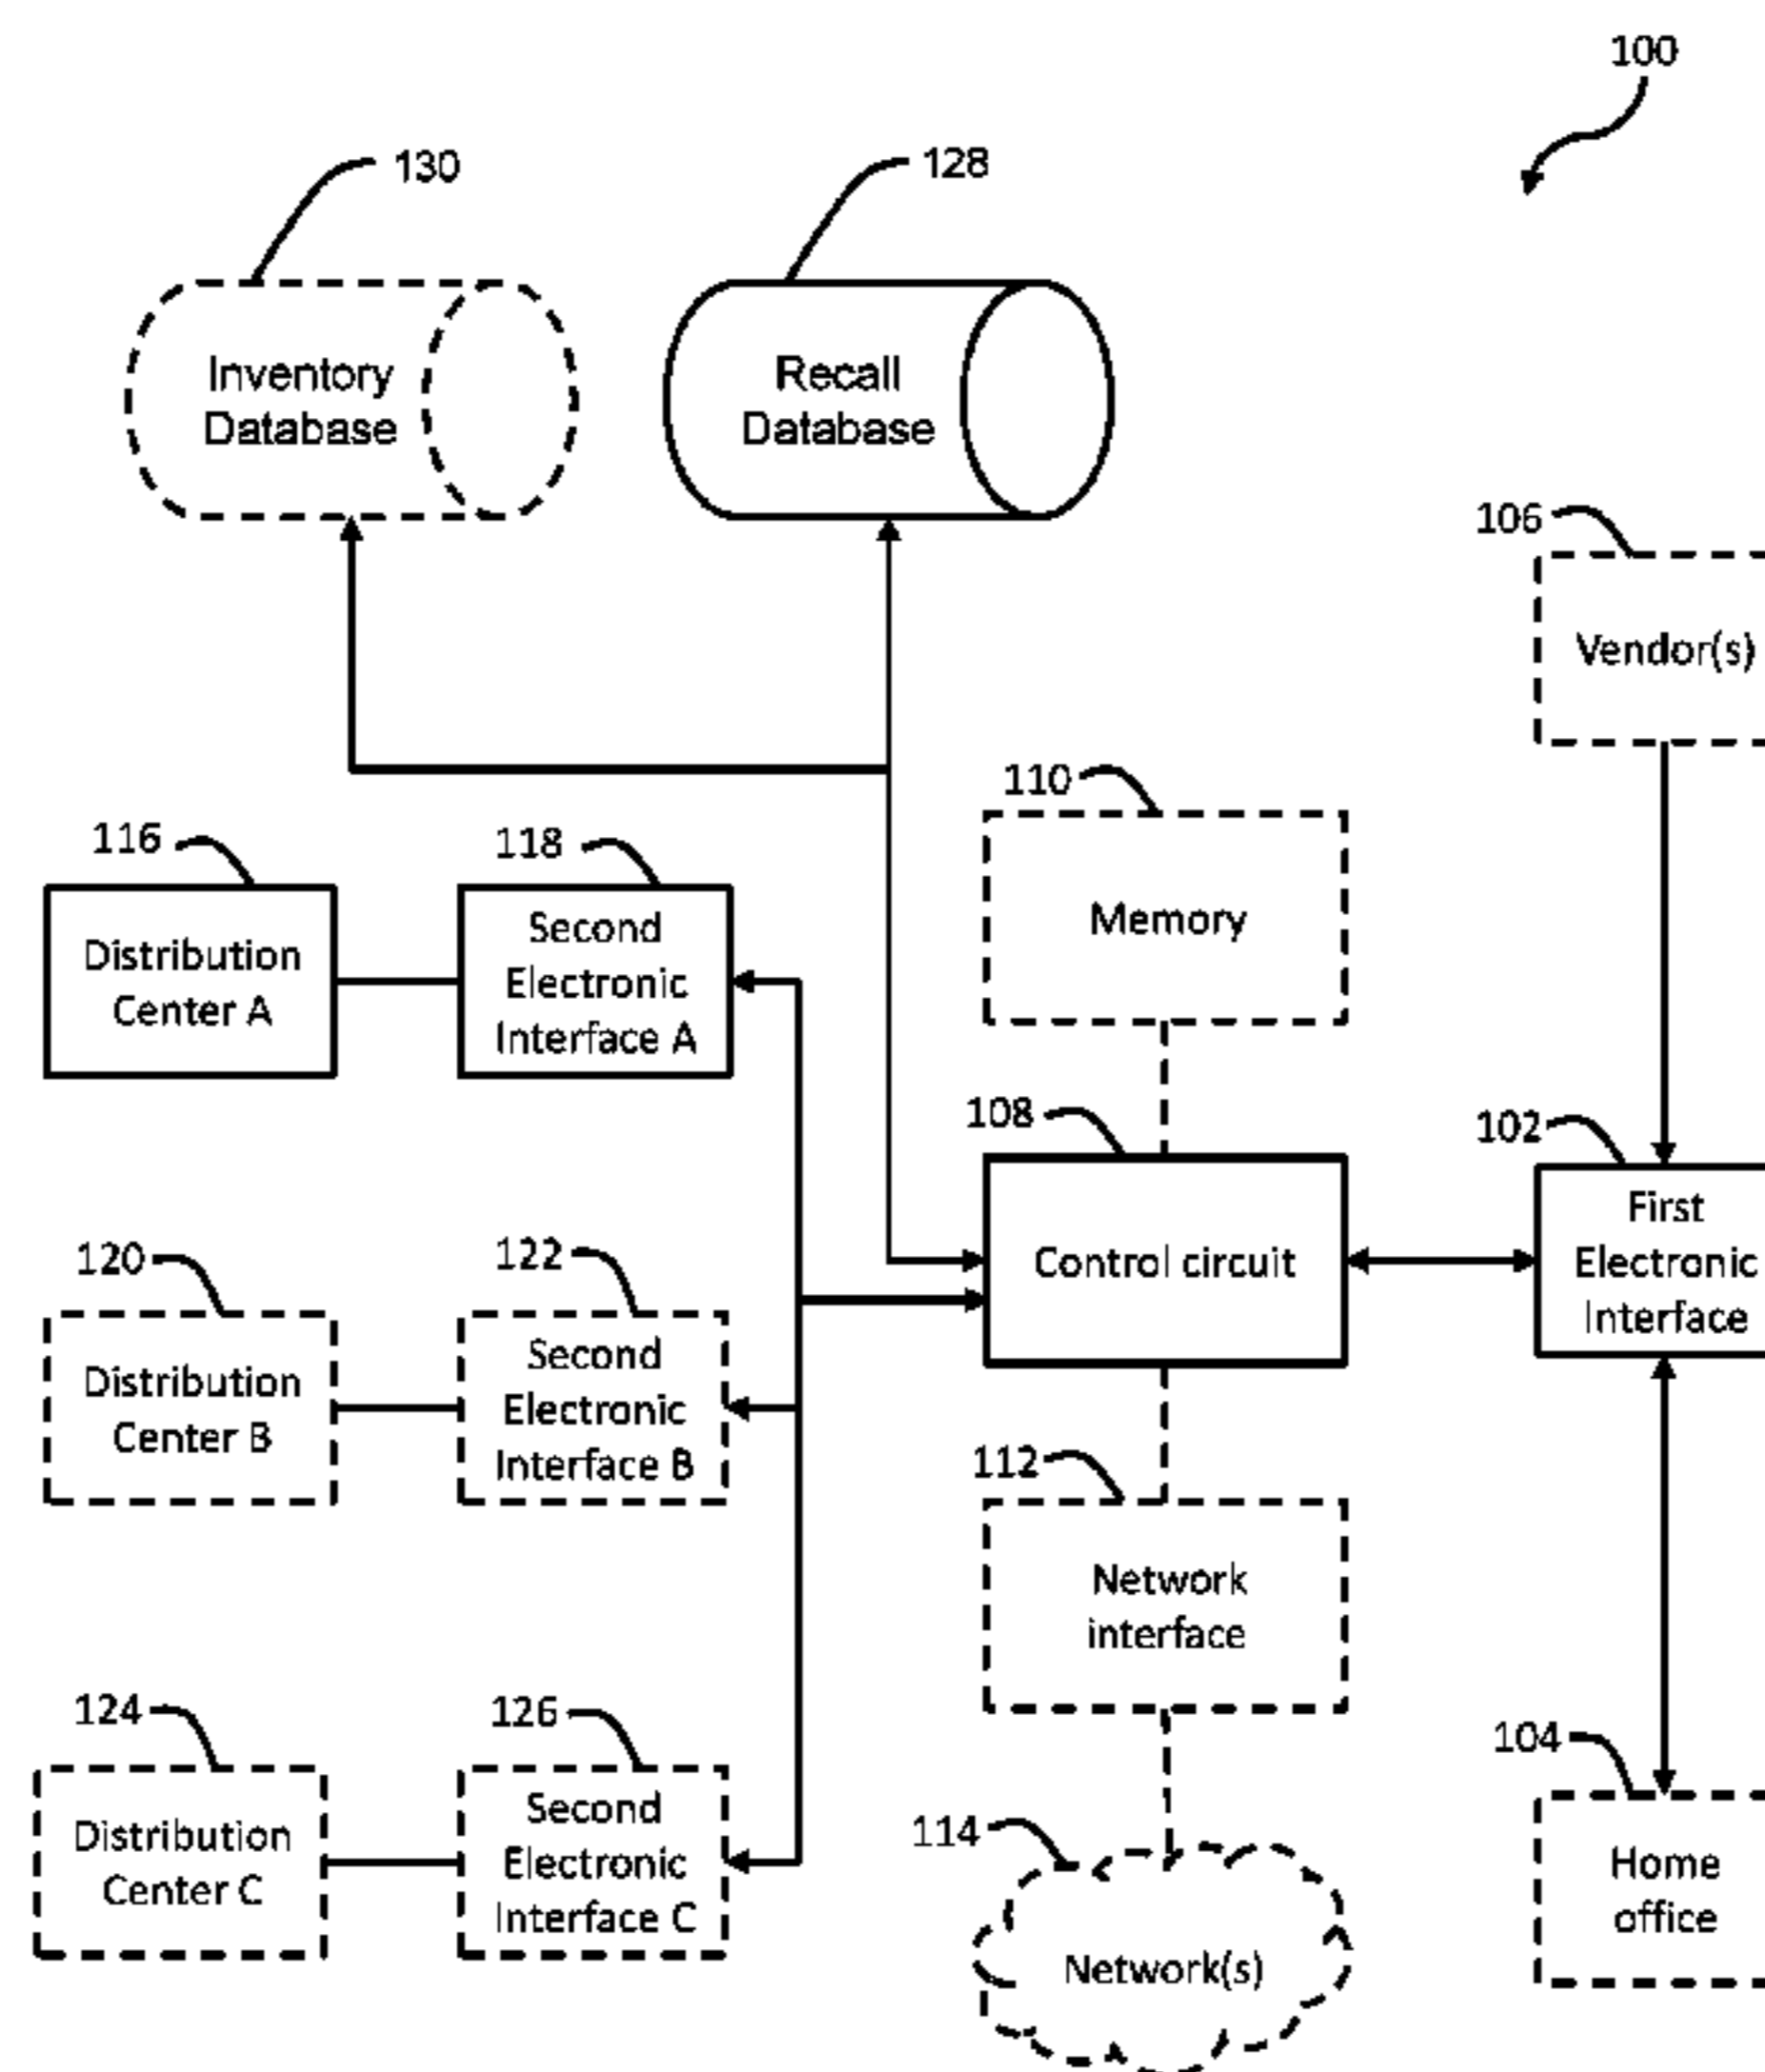 100
130
128
Inventory
Database
Recall
Database
106
Vendor(s)
110
Memory
116
118
Distribution
Center A
Second
Electronic
Interface A
108
102
Control circuit
First
Electronic
Interface
120
122
Distribution
Center B
Second
Electronic
Interface B
112
Network
interface
124
126
104
Distribution
Center C
Second
Electronic
Interface C
114
Home
office
Network(s)